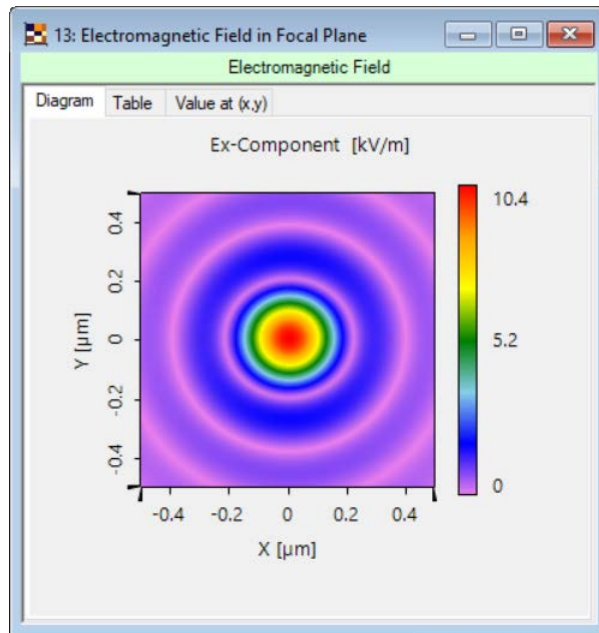 13: Electromagnetic Field in Focal Plane
Electromagnetic Field
Diagram Table Value at (x,y)
Ex-Component [kV/m]
10.4
5.2
0
Y [µm]
0.4
0.2
0
-0.2
-0.4
-0.4 -0.2 0 0.2 0.4
X [µm]